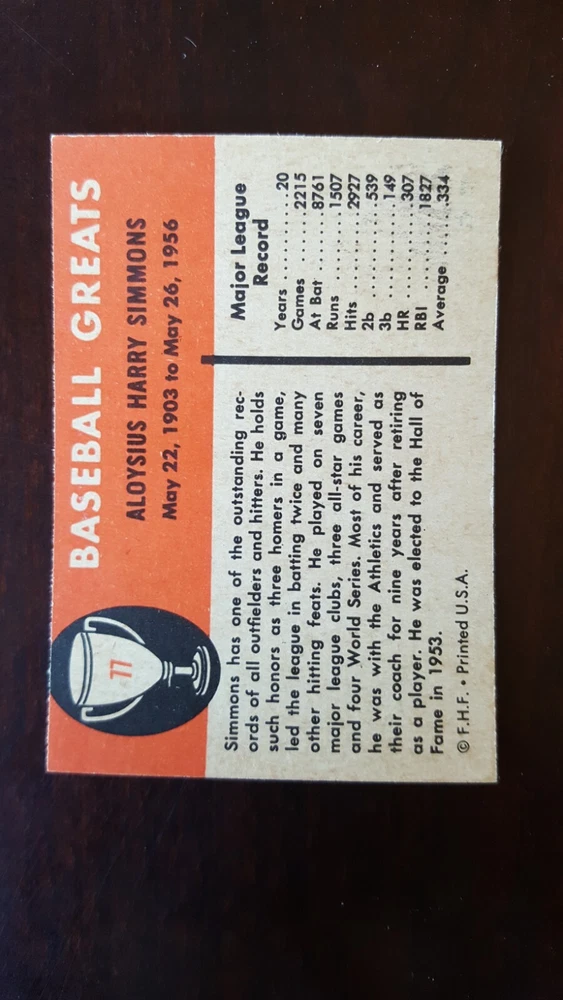 BASEBALL GREATS
ALOYSIUS HARRY SIMMONS
May 22, 1903 to May 26, 1956
77
Simmons has one of the outstanding rec-
ords of all outfielders and hitters. He holds
such honors as three homers in a game,
led the league in batting twice and many
other hitting feats. He played on seven
major league clubs, three all-star games
and four World Series. Most of his career,
he was with the Athletics and served as
their coach for nine years after retiring
as a player. He was elected to the Hall of
Fame in 1953.
© F.H.F. • Printed U.S.A.
Major League
Record
Years ..........20
Games ........2215
At Bat .......8761
Runs .........1507
Hits .........2927
2b ............539
3b ............149
HR ............307
RBI ..........1827
Average .......334